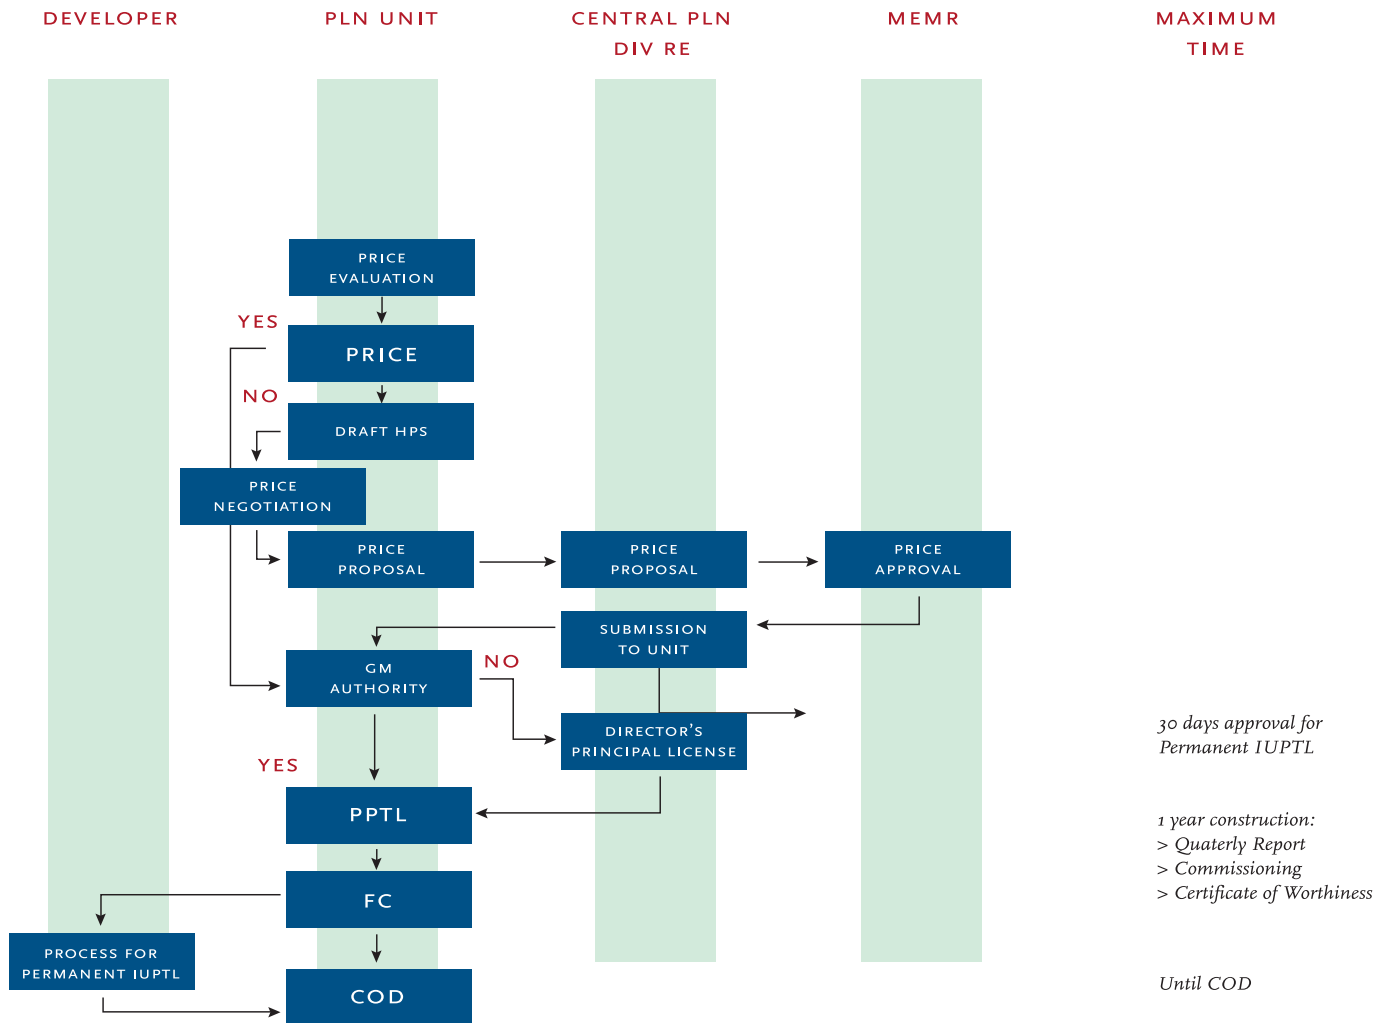 DEVELOPER
PLN UNIT
CENTRAL PLN
DIV RE
MEMR
MAXIMUM
TIME
PRICE
EVALUATION
YES
PRICE
NO
DRAFT HPS
PRICE
NEGOTIATION
PRICE
PROPOSAL
PRICE
PROPOSAL
PRICE
APPROVAL
SUBMISSION
TO UNIT
GM
AUTHORITY
NO
DIRECTOR'S
PRINCIPAL LICENSE
30 days approval for
Permanent IUPTL
YES
PPTL
1 year construction:
> Quaterly Report
> Commissioning
> Certificate of Worthiness
FC
PROCESS FOR
PERMANENT IUPTL
COD
Until COD